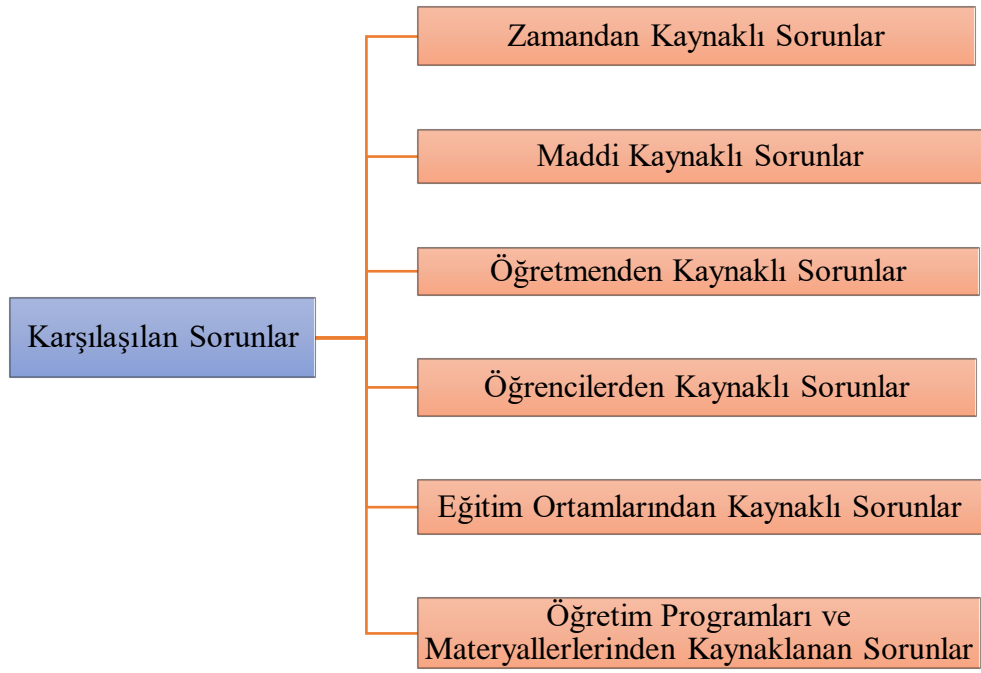 Zamandan Kaynaklı Sorunlar
Maddi Kaynaklı Sorunlar
Öğretmenden Kaynaklı Sorunlar
Karşılaşılan Sorunlar
Öğrencilerden Kaynaklı Sorunlar
Eğitim Ortamlarından Kaynaklı Sorunlar
Öğretim Programları ve
Materyallerlerinden Kaynaklanan Sorunlar